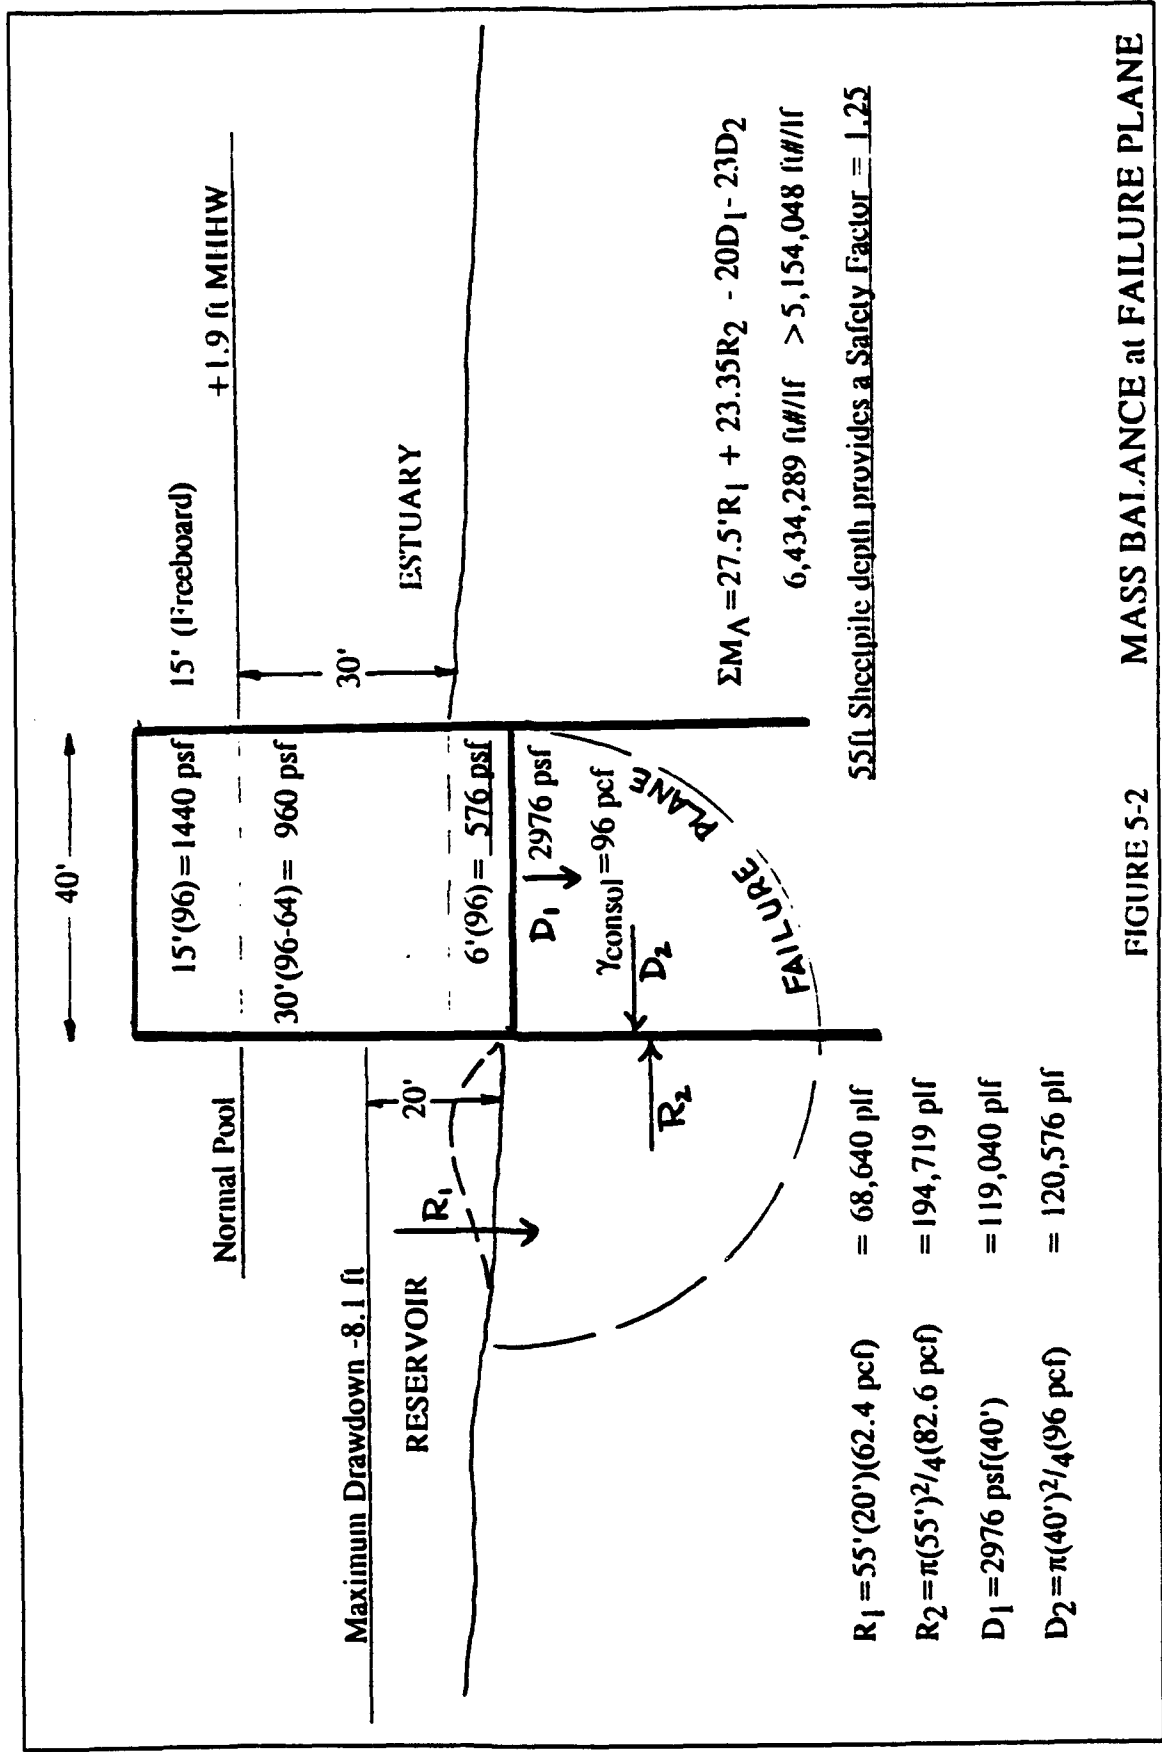 40'
15'(96)=1440 psf
15' (Freeboard)
+1.9 ft MHHW
Normal Pool
30'(96-64)= 960 psf
30'
Maximum Drawdown -8.1 ft
20'
RESERVOIR
ESTUARY
R1
6'(96)= 576 psf
D1
2976 psf
γconsol=96 pcf
D2
R2
FAILURE PLANE
ΣMA=27.5'R1 + 23.35R2 - 20D1- 23D2
6,434,289 ft#/lf >5,154,048 ft#/lf
55ft Sheetpile depth provides a Safety Factor = 1.25
R1=55'(20')(62.4 pcf) = 68,640 plf
R2=π(55')2/4(82.6 pcf) =194,719 plf
D1=2976 psf(40') =119,040 plf
D2=π(40')2/4(96 pcf) = 120,576 plf
FIGURE 5-2 MASS BALANCE at FAILURE PLANE